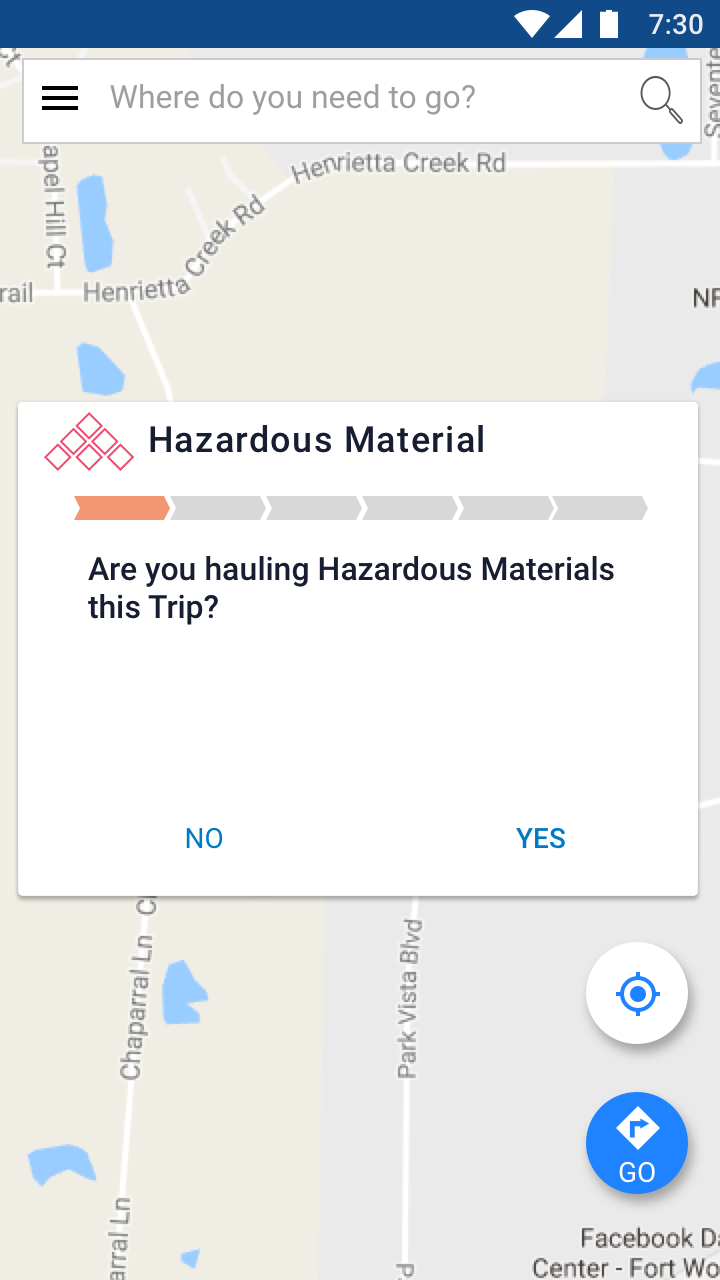 7:30
Where do you need to go?
Henrietta Creek Rd
apel Hill Ct
rail
Henrietta Creek Rd
Hazardous Material
Are you hauling Hazardous Materials
this Trip?
NO
YES
Chaparral Ln
Park Vista Blvd
GO
arral Ln
Facebook Da
Center - Fort Wo